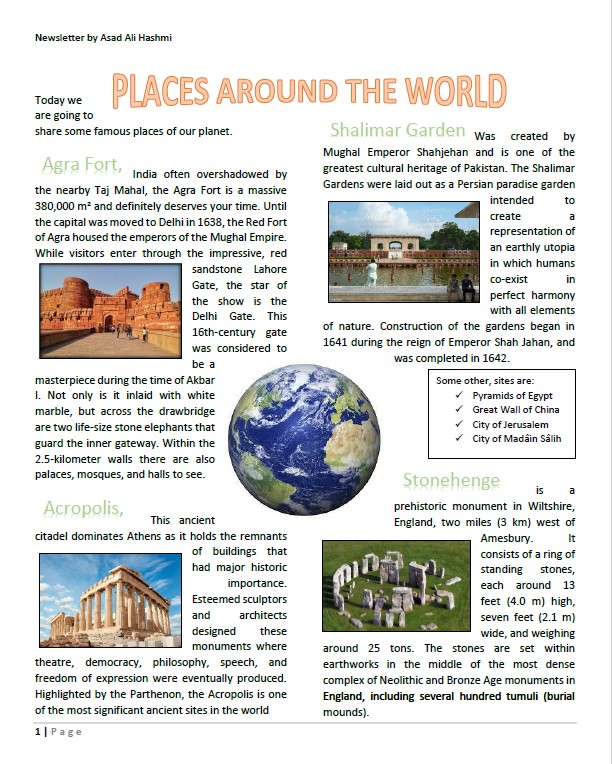 Newsletter by Asad Ali Hashmi
PLACES AROUND THE WORLD
Today we
are going to
share some famous places of our planet.
Agra Fort, India often overshadowed by
the nearby Taj Mahal, the Agra Fort is a massive
380,000 m² and definitely deserves your time. Until
the capital was moved to Delhi in 1638, the Red Fort
of Agra housed the emperors of the Mughal Empire.
While visitors enter through the impressive, red
sandstone Lahore
Gate, the star of
the show is the
Delhi Gate. This
16th-century gate
was considered to
be a
masterpiece during the time of Akbar
I. Not only is it inlaid with white
marble, but across the drawbridge
are two life-size stone elephants that
guard the inner gateway. Within the
2.5-kilometer walls there are also
palaces, mosques, and halls to see.
Acropolis, This ancient
citadel dominates Athens as it holds the remnants
of buildings that
had major historic
importance.
Esteemed sculptors
and architects
designed these
monuments where
theatre, democracy, philosophy, speech, and
freedom of expression were eventually produced.
Highlighted by the Parthenon, the Acropolis is one
of the most significant ancient sites in the world
Shalimar Garden Was created by
Mughal Emperor Shahjehan and is one of the
greatest cultural heritage of Pakistan. The Shalimar
Gardens were laid out as a Persian paradise garden
intended to
create a
representation of
an earthly utopia
in which humans
co-exist in
perfect harmony
with all elements
of nature. Construction of the gardens began in
1641 during the reign of Emperor Shah Jahan, and
was completed in 1642.
Some other, sites are:
✓ Pyramids of Egypt
✓ Great Wall of China
✓ City of Jerusalem
✓ City of Madâin Sâlih
Stonehenge is a
prehistoric monument in Wiltshire,
England, two miles (3 km) west of
Amesbury. It
consists of a ring of
standing stones,
each around 13
feet (4.0 m) high,
seven feet (2.1 m)
wide, and weighing
around 25 tons. The stones are set within
earthworks in the middle of the most dense
complex of Neolithic and Bronze Age monuments in
England, including several hundred tumuli (burial
mounds).
1 | Page